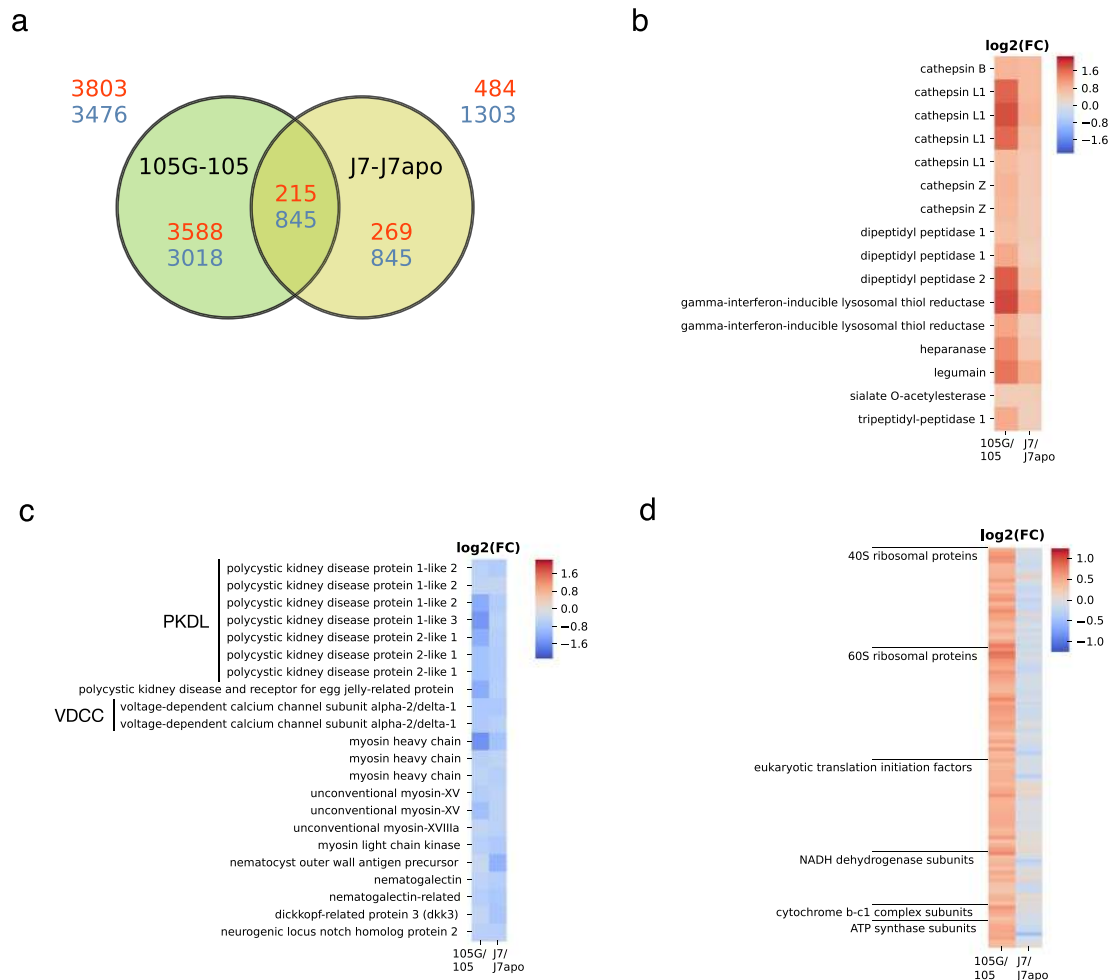 a
3803
3476
484
1303
105G-105
J7-J7apo
215
845
3588
3018
269
845
b
log2(FC)
cathepsin B
cathepsin L1
cathepsin L1
cathepsin L1
cathepsin L1
cathepsin Z
cathepsin Z
dipeptidyl peptidase 1
dipeptidyl peptidase 1
dipeptidyl peptidase 2
gamma-interferon-inducible lysosomal thiol reductase
gamma-interferon-inducible lysosomal thiol reductase
heparanase
legumain
sialate O-acetylesterase
tripeptidyl-peptidase 1
1.6
0.8
−0.8
−1.6
105G/
105
J7/
J7apo
c
log2(FC)
PKDL
polycystic kidney disease protein 1-like 2
polycystic kidney disease protein 1-like 2
polycystic kidney disease protein 1-like 2
polycystic kidney disease protein 1-like 3
polycystic kidney disease protein 2-like 1
polycystic kidney disease protein 2-like 1
polycystic kidney disease protein 2-like 1
polycystic kidney disease and receptor for egg jelly-related protein
VDCC
voltage-dependent calcium channel subunit alpha-2/delta-1
voltage-dependent calcium channel subunit alpha-2/delta-1
myosin heavy chain
myosin heavy chain
myosin heavy chain
unconventional myosin-XV
unconventional myosin-XV
unconventional myosin-XVIIIa
myosin light chain kinase
nematocyst outer wall antigen precursor
nematogalectin
nematogalectin-related
dickkopf-related protein 3 (dkk3)
neurogenic locus notch homolog protein 2
1.6
0.8
0.0
−0.8
−1.6
105G/
105
J7/
J7apo
d
log2(FC)
40S ribosomal proteins
60S ribosomal proteins
eukaryotic translation initiation factors
NADH dehydrogenase subunits
cytochrome b-c1 complex subunits
ATP synthase subunits
1.0
0.5
0.0
−0.5
−1.0
105G/
105
J7/
J7apo